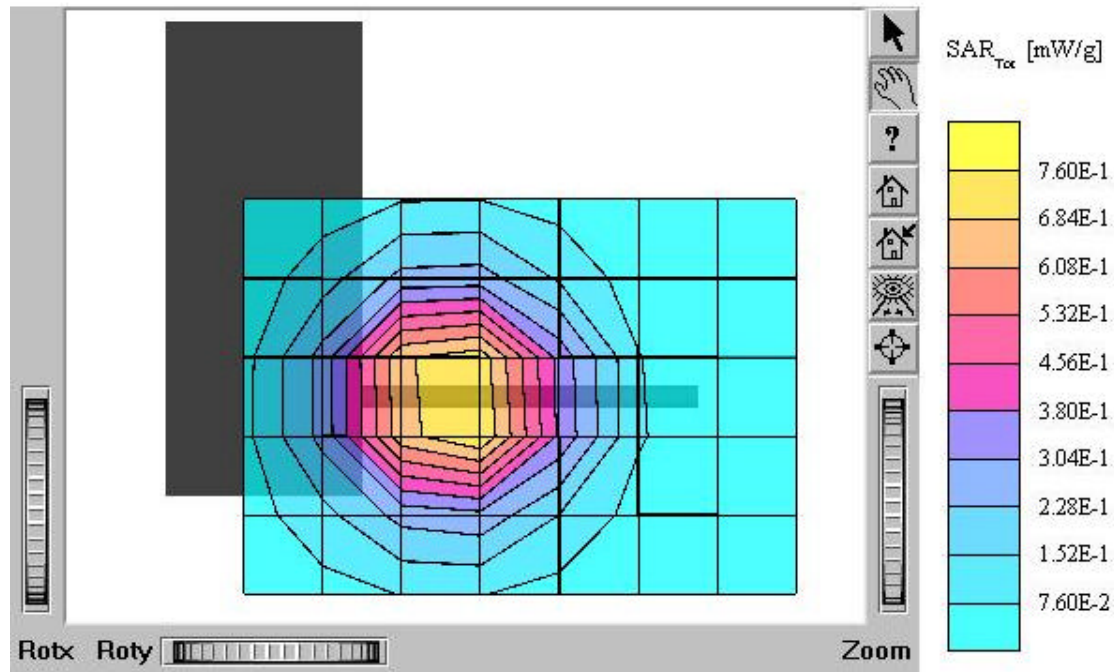 SAR_Tot [mW/g]
?
7.60E-1
6.84E-1
6.08E-1
5.32E-1
4.56E-1
3.80E-1
3.04E-1
2.28E-1
1.52E-1
7.60E-2
Rotx Roty Zoom